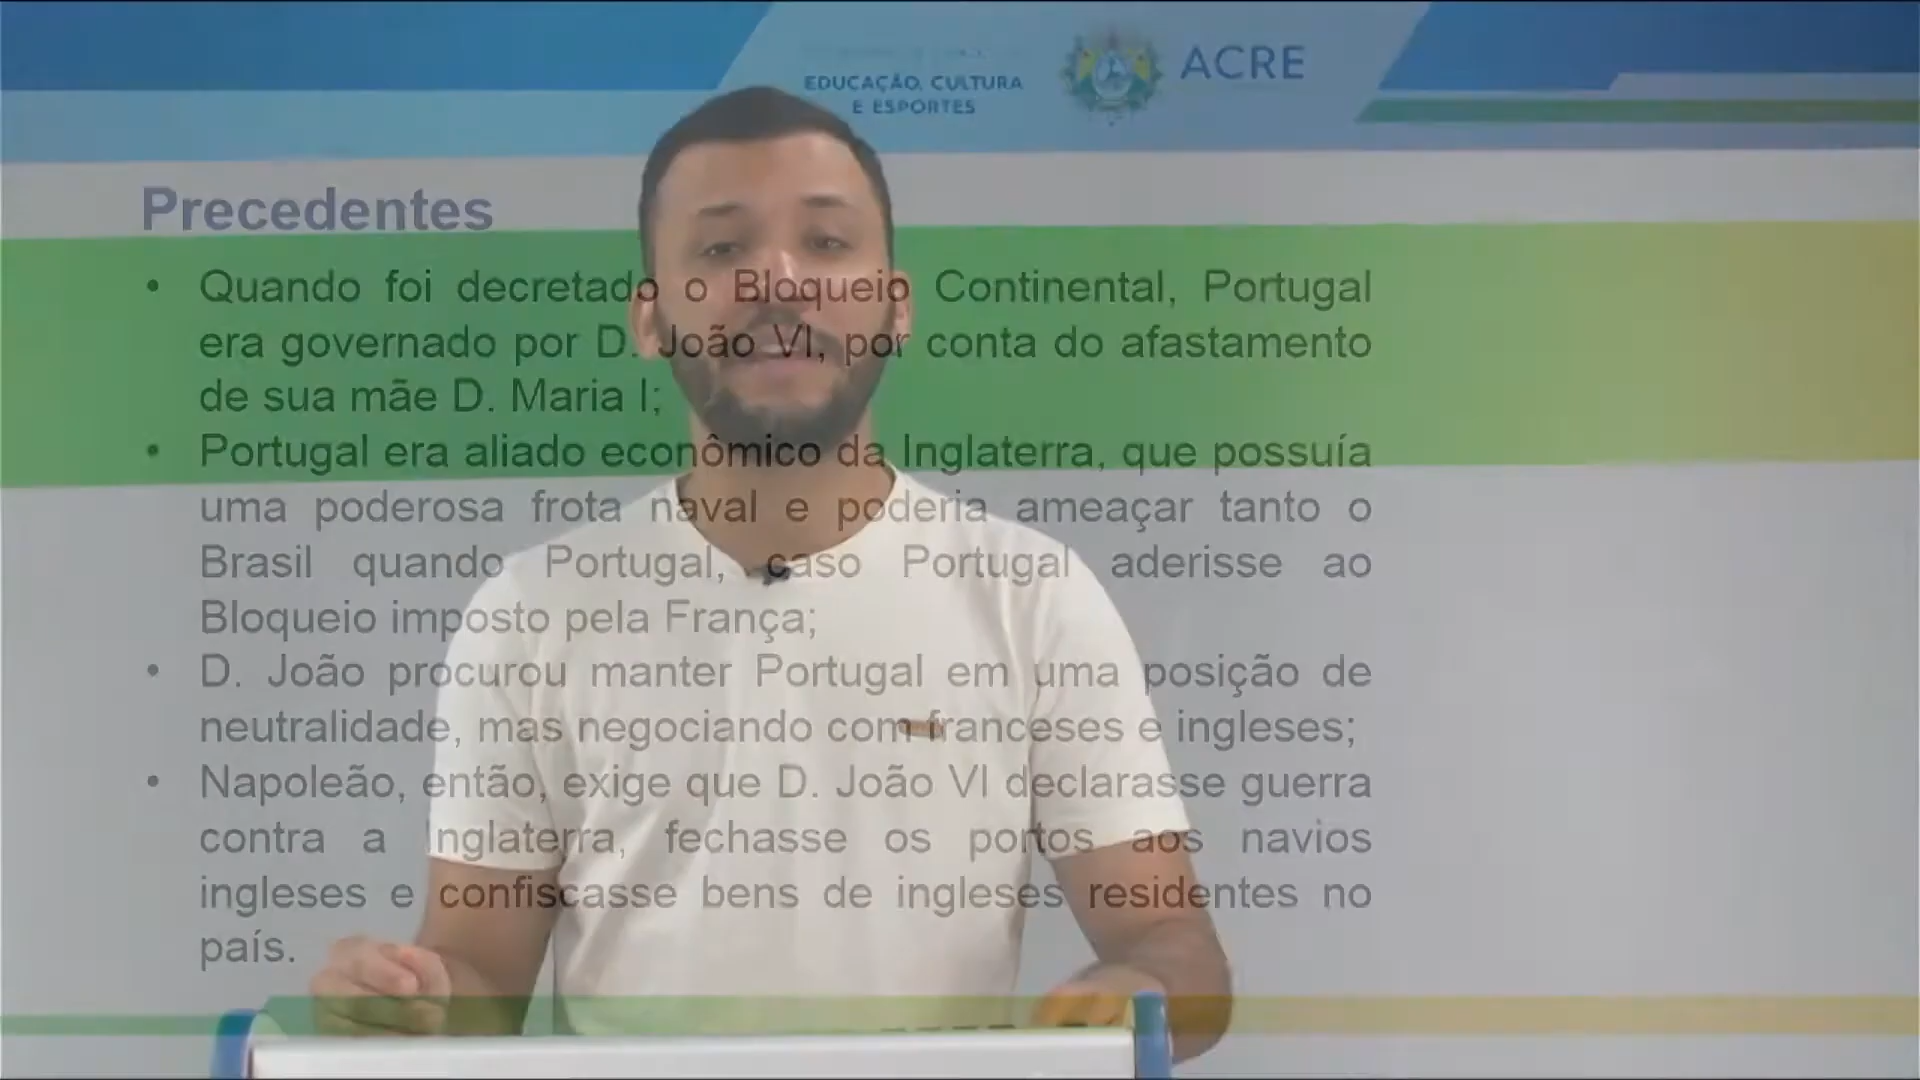 EDUCAÇÃO, CULTURA
E ESPORTES
ACRE
Precedentes
• Quando foi decretado o Bloqueio Continental, Portugal
era governado por D. João VI, por conta do afastamento
de sua mãe D. Maria I;
• Portugal era aliado econômico da Inglaterra, que possuía
uma poderosa frota naval e poderia ameaçar tanto o
Brasil quando Portugal, caso Portugal aderisse ao
Bloqueio imposto pela França;
• D. João procurou manter Portugal em uma posição de
neutralidade, mas negociando com franceses e ingleses;
• Napoleão, então, exige que D. João VI declarasse guerra
contra a Inglaterra, fechasse os portos aos navios
ingleses e confiscasse bens de ingleses residentes no
país.